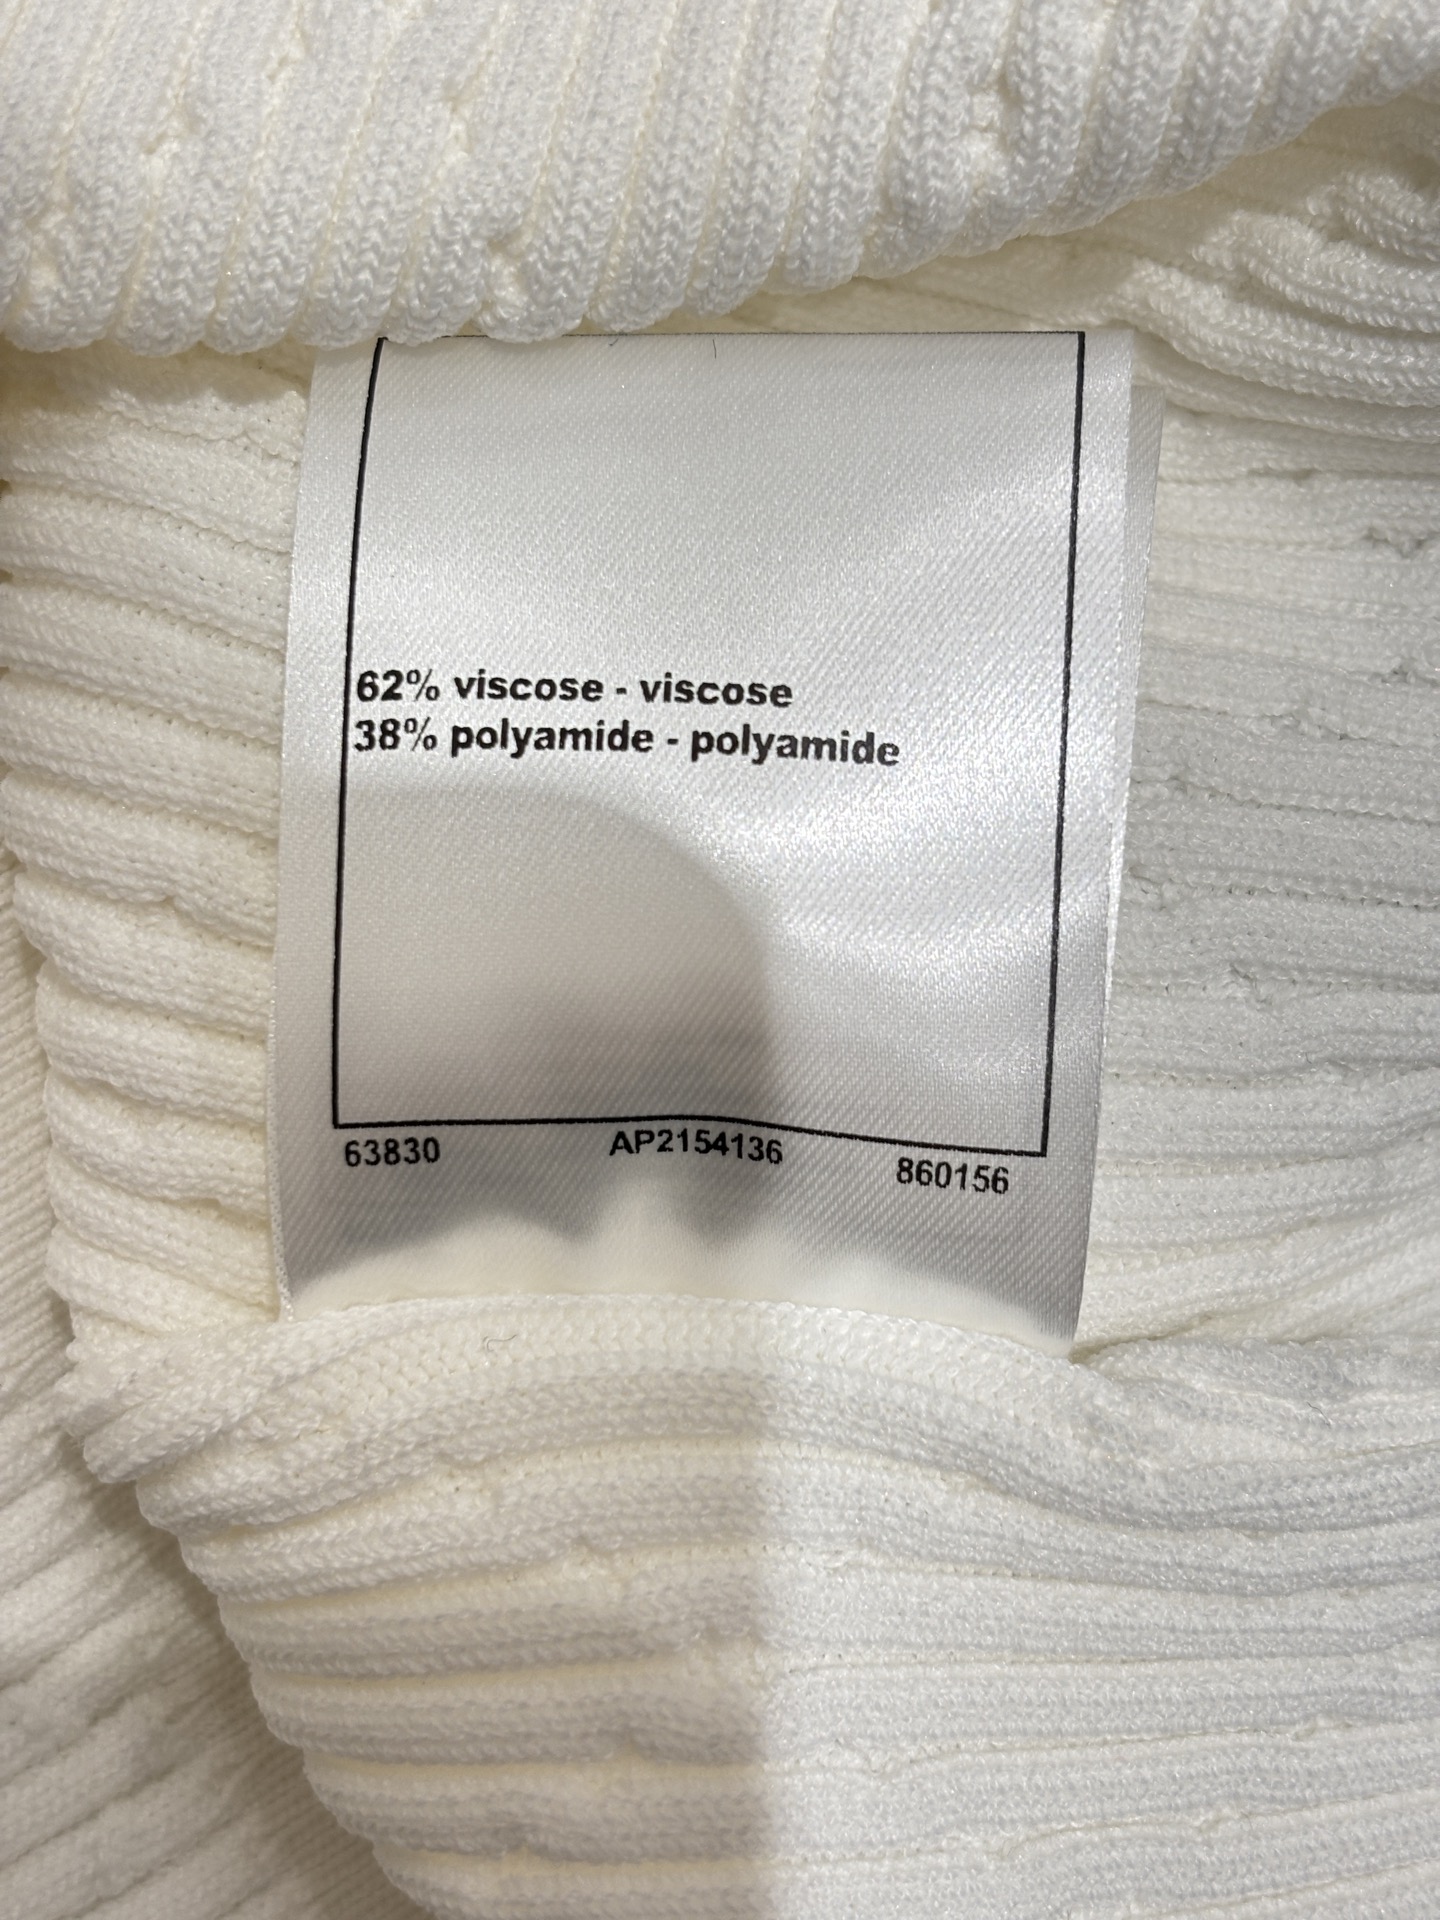 62% viscose - viscose
38% polyamide - polyamide
63830 AP2154136 860156